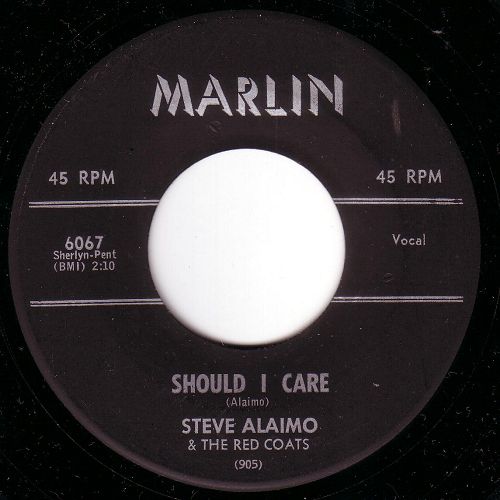 MARLIN
45 RPM
45 RPM
6067
Sherlyn-Pent
(BMI) 2:10
Vocal
SHOULD I CARE
(Alaimo)
STEVE ALAIMO
& THE RED COATS
(905)